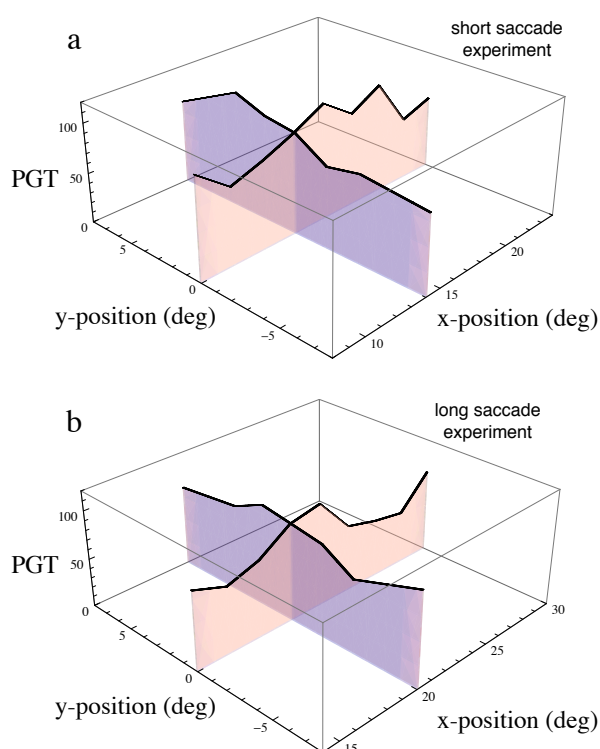 a
short saccade
experiment
PGT
100
50
0
5
0
−5
y-position (deg)
10
15
20
x-position (deg)
b
long saccade
experiment
PGT
100
50
0
5
0
−5
y-position (deg)
15
20
25
30
x-position (deg)